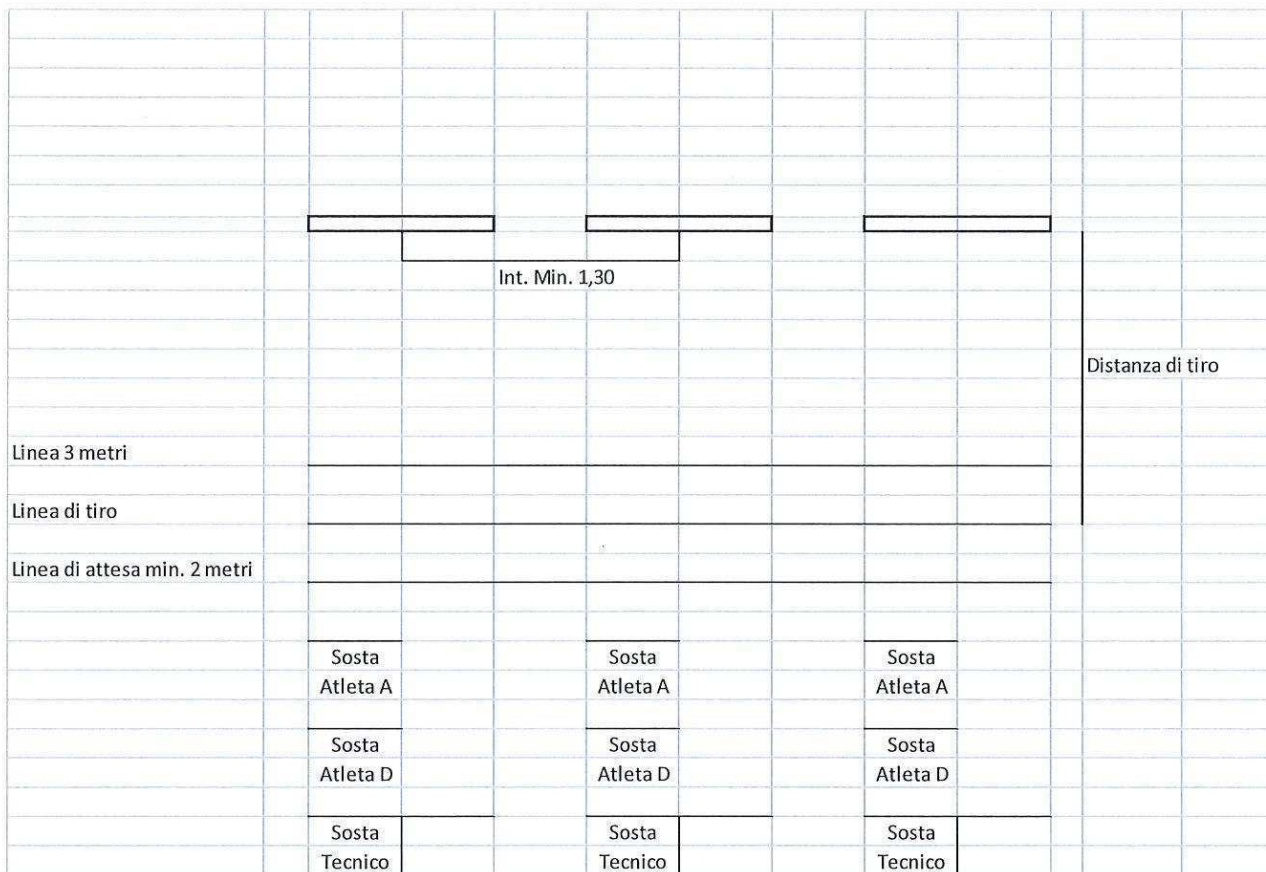 Int. Min. 1,30
Distanza di tiro
Linea 3 metri
Linea di tiro
Linea di attesa min. 2 metri
Sosta Sosta Sosta
Atleta A Atleta A Atleta A
Sosta Sosta Sosta
Atleta D Atleta D Atleta D
Sosta Sosta Sosta
Tecnico Tecnico Tecnico